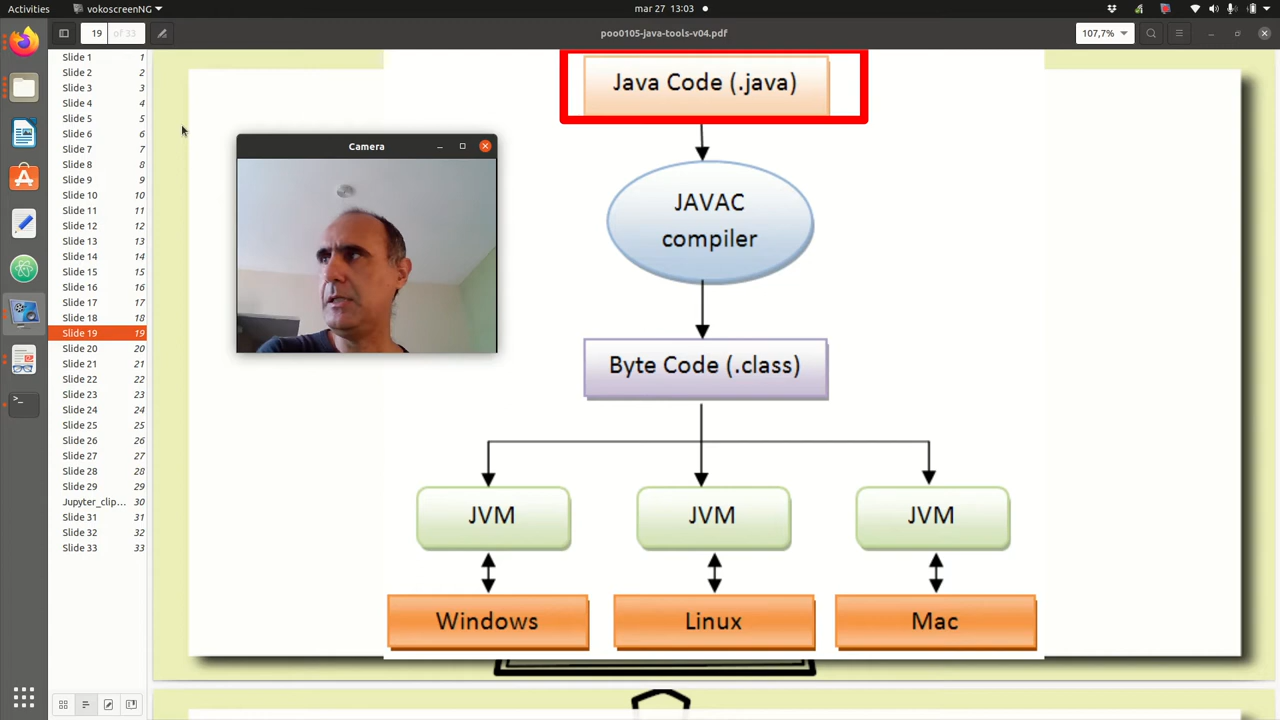 Activities
vokoscreenNG
mar 27 13:03
19 of 33
poo0105-java-tools-v04.pdf
107,7%
Slide 1 1
Slide 2 2
Slide 3 3
Slide 4 4
Slide 5 5
Slide 6 6
Slide 7 7
Slide 8 8
Slide 9 9
Slide 10 10
Slide 11 11
Slide 12 12
Slide 13 13
Slide 14 14
Slide 15 15
Slide 16 16
Slide 17 17
Slide 18 18
Slide 19 19
Slide 20 20
Slide 21 21
Slide 22 22
Slide 23 23
Slide 24 24
Slide 25 25
Slide 26 26
Slide 27 27
Slide 28 28
Slide 29 29
Jupyter_clip... 30
Slide 31 31
Slide 32 32
Slide 33 33
Camera
Java Code (.java)
JAVAC
compiler
Byte Code (.class)
JVM
JVM
JVM
Windows
Linux
Mac